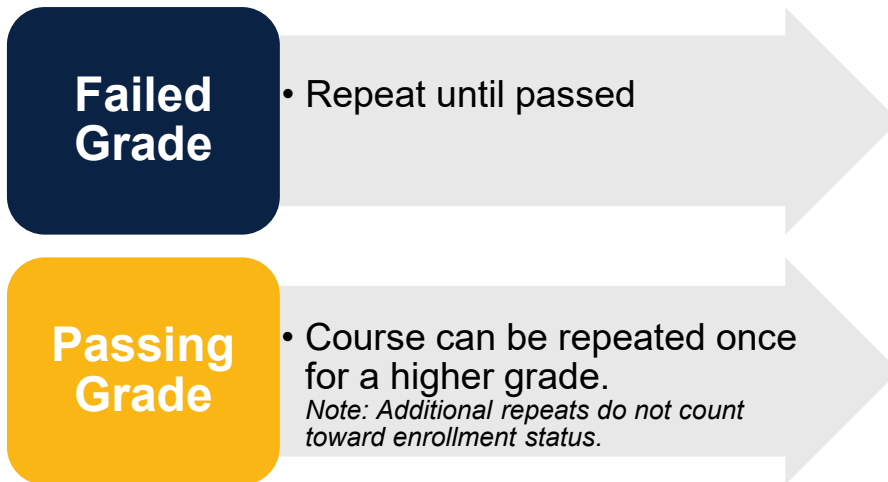 Failed
Grade
• Repeat until passed
Passing
Grade
• Course can be repeated once
for a higher grade.
Note: Additional repeats do not count
toward enrollment status.